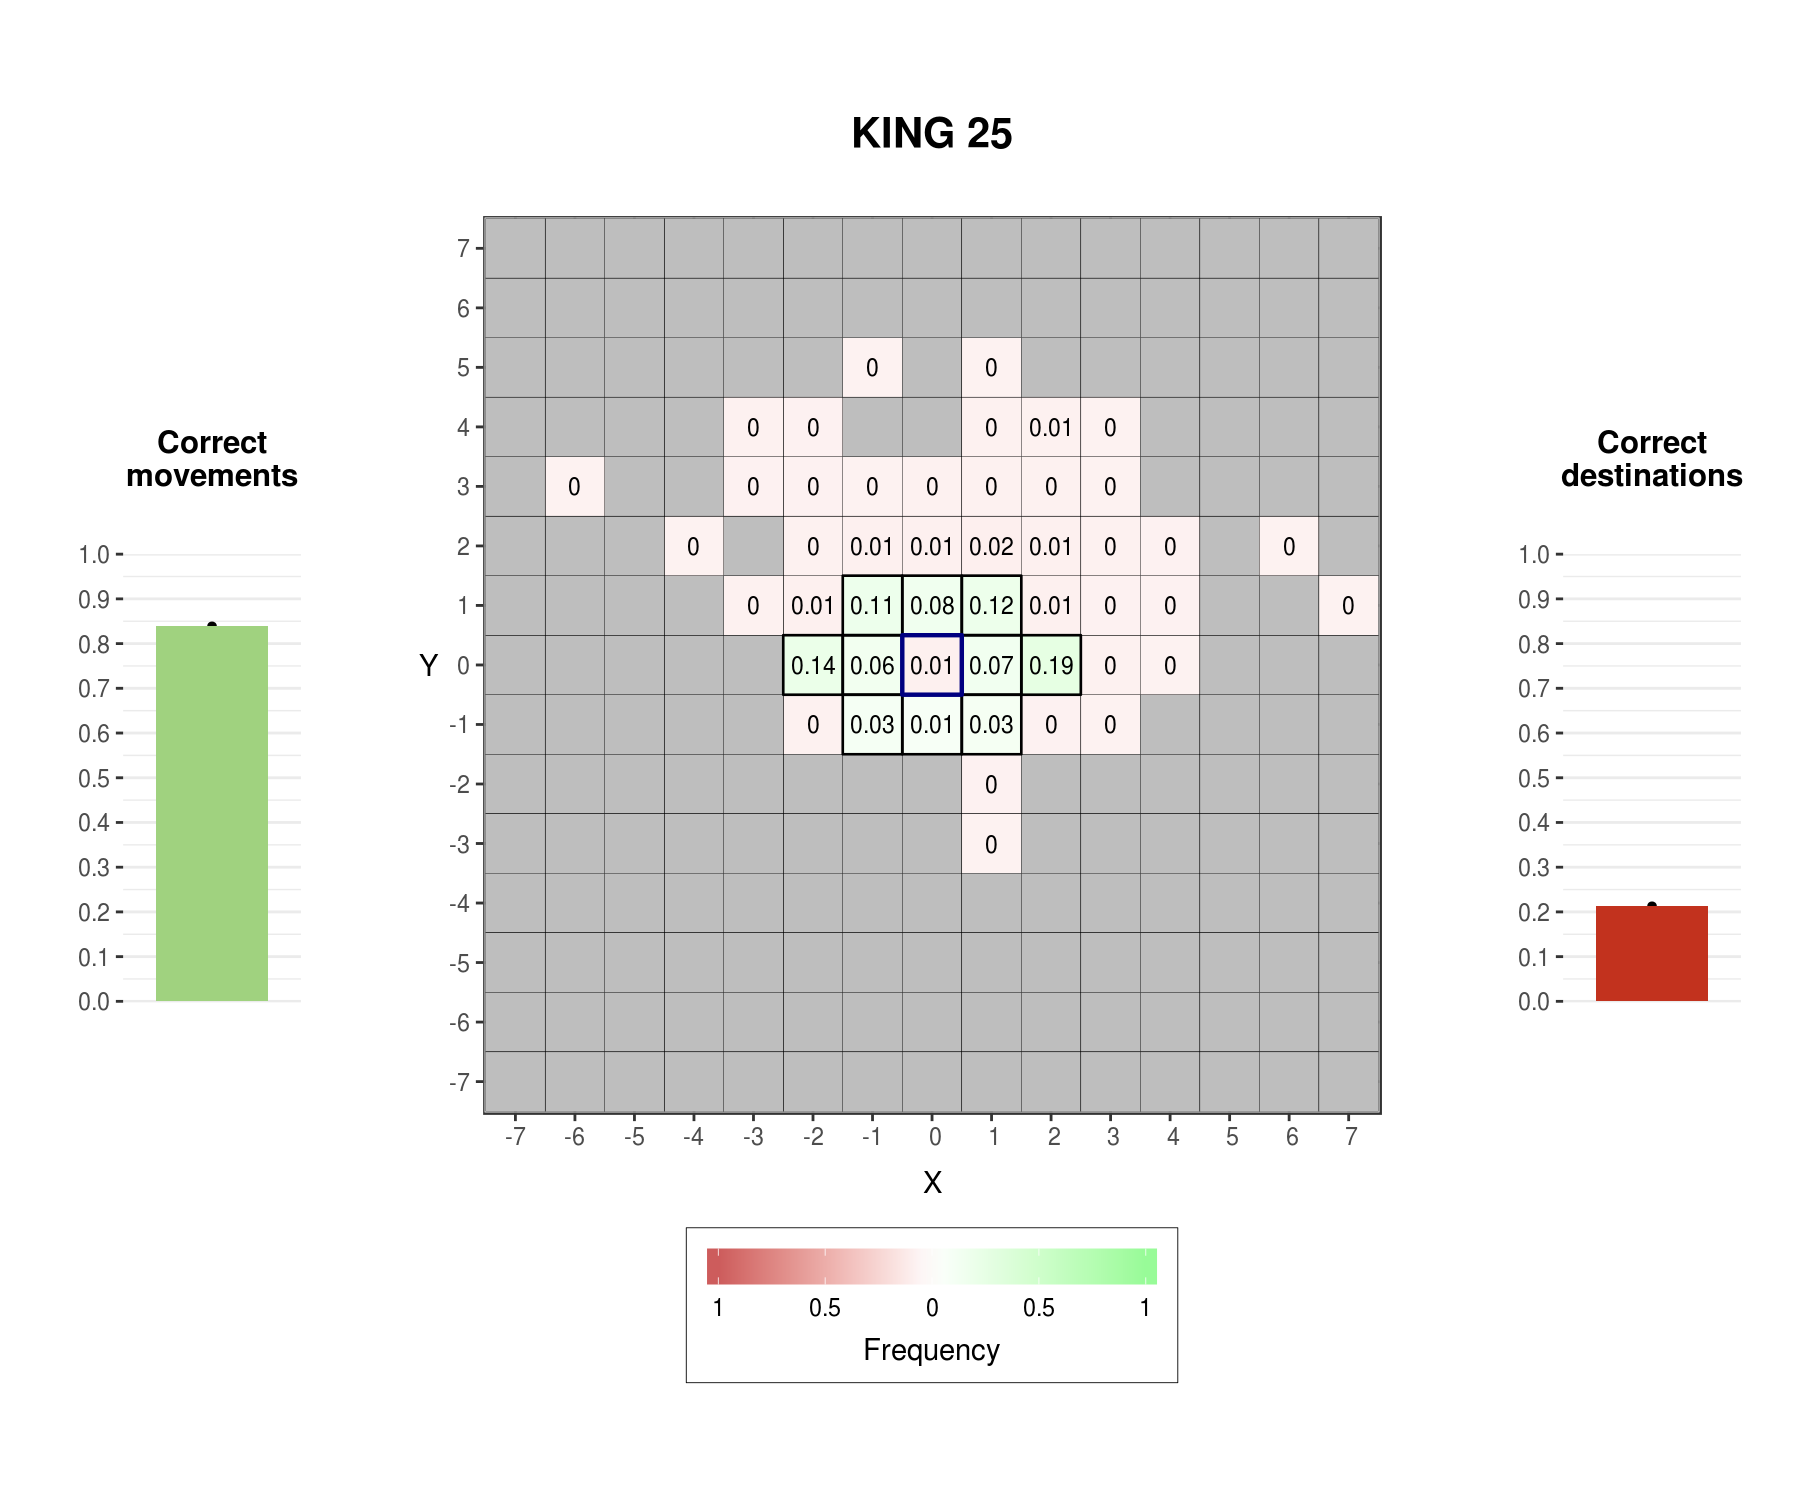 KING 25
Correct
movements
1.0
0.9
0.8
0.7
0.6
0.5
0.4
0.3
0.2
0.1
0.0
Y
7
6
5 0 0
4 0 0 0 0.01 0
3 0 0 0 0 0 0 0 0
2 0 0 0.01 0.01 0.02 0.01 0 0 0
1 0 0.01 0.11 0.08 0.12 0.01 0 0 0
0 0.14 0.06 0.01 0.07 0.19 0 0
-1 0 0.03 0.01 0.03 0 0
-2 0
-3 0
-4
-5
-6
-7
-7 -6 -5 -4 -3 -2 -1 0 1 2 3 4 5 6 7
X
1 0.5 0 0.5 1
Frequency
Correct
destinations
1.0
0.9
0.8
0.7
0.6
0.5
0.4
0.3
0.2
0.1
0.0